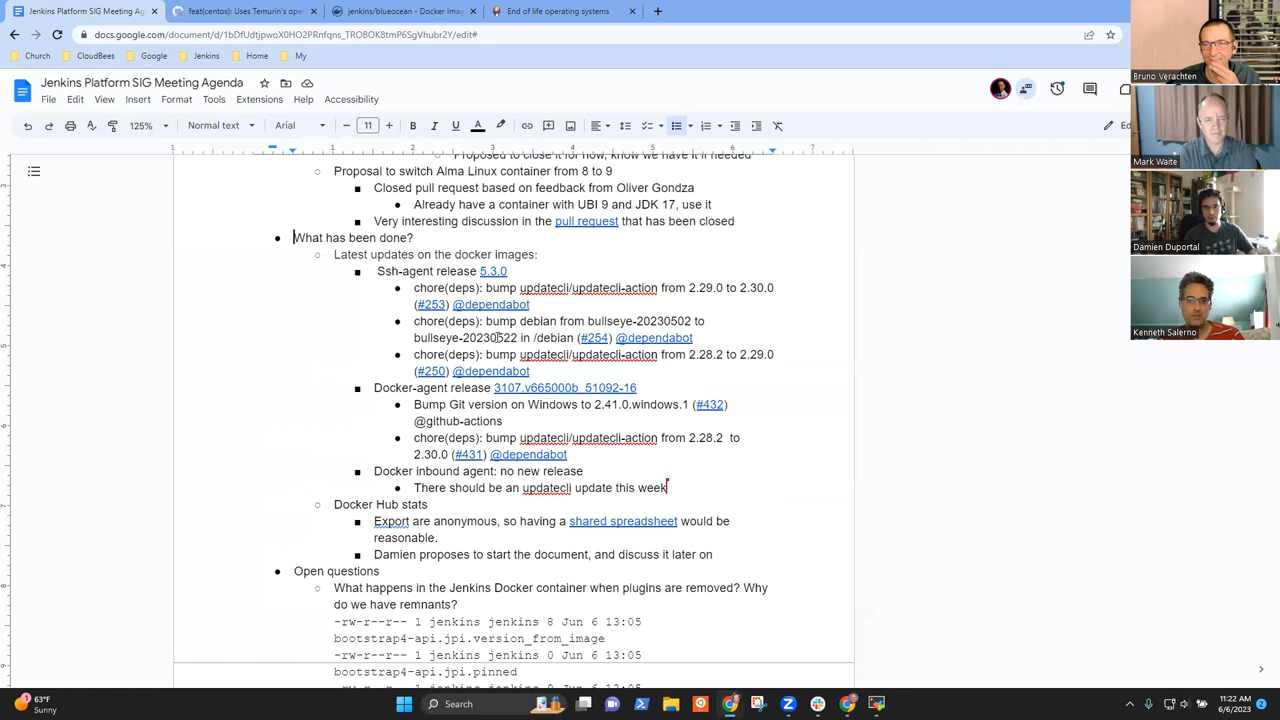 Jenkins Platform SIG Meeting Ag
feat(centos): Uses Temurin's ope
jenkins/blueocean - Docker Imag
End of life operating systems
docs.google.com/document/d/1bDfUdtjpwoX0HO2PRnfqns_TROBOK8tmP6SgVhubr2Y/edit#
Church
CloudBees
Google
Jenkins
Home
My
Jenkins Platform SIG Meeting Agenda
File Edit View Insert Format Tools Extensions Help Accessibility
125% Normal text Arial 11
Proposed to close it for now, know we have it if needed
Proposal to switch Alma Linux container from 8 to 9
Closed pull request based on feedback from Oliver Gondza
Already have a container with UBI 9 and JDK 17, use it
Very interesting discussion in the pull request that has been closed
What has been done?
Latest updates on the docker images:
Ssh-agent release 5.3.0
chore(deps): bump updatecli/updatecli-action from 2.29.0 to 2.30.0
(#253) @dependabot
chore(deps): bump debian from bullseye-20230502 to
bullseye-20230522 in /debian (#254) @dependabot
chore(deps): bump updatecli/updatecli-action from 2.28.2 to 2.29.0
(#250) @dependabot
Docker-agent release 3107.v665000b_51092-16
Bump Git version on Windows to 2.41.0.windows.1 (#432)
@github-actions
chore(deps): bump updatecli/updatecli-action from 2.28.2 to
2.30.0 (#431) @dependabot
Docker inbound agent: no new release
There should be an updatecli update this week
Docker Hub stats
Export are anonymous, so having a shared spreadsheet would be
reasonable.
Damien proposes to start the document, and discuss it later on
Open questions
What happens in the Jenkins Docker container when plugins are removed? Why
do we have remnants?
-rw-r--r-- 1 jenkins jenkins 8 Jun 6 13:05
bootstrap4-api.jpi.version_from_image
-rw-r--r-- 1 jenkins jenkins 0 Jun 6 13:05
bootstrap4-api.jpi.pinned
Bruno Verachten
Mark Waite
Damien Duportal
Kenneth Salerno
63°F
Sunny
Search
11:22 AM
6/6/2023